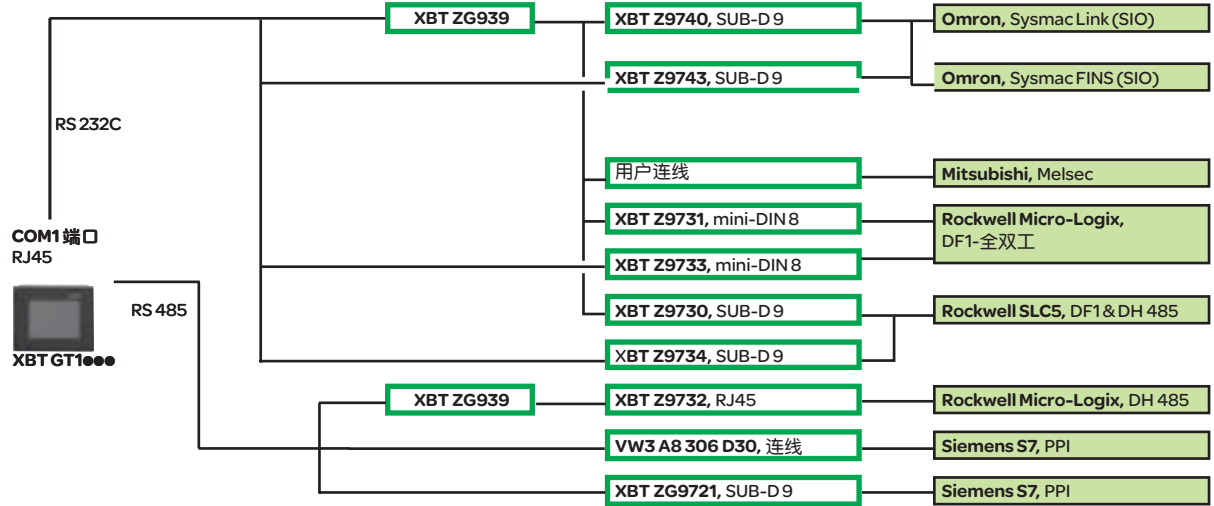 XBT ZG939
XBT Z9740, SUB-D 9
Omron, Sysmac Link (SIO)
XBT Z9743, SUB-D 9
Omron, Sysmac FINS (SIO)
RS 232C
用户连线
Mitsubishi, Melsec
XBT Z9731, mini-DIN 8
Rockwell Micro-Logix,
DF1-全双工
COM1 端口
RJ45
XBT Z9733, mini-DIN 8
RS 485
XBT Z9730, SUB-D 9
Rockwell SLC5, DF1 & DH 485
XBT GT1●●●
XBT Z9734, SUB-D 9
XBT ZG939
XBT Z9732, RJ45
Rockwell Micro-Logix, DH 485
VW3 A8 306 D30, 连线
Siemens S7, PPI
XBT ZG9721, SUB-D 9
Siemens S7, PPI